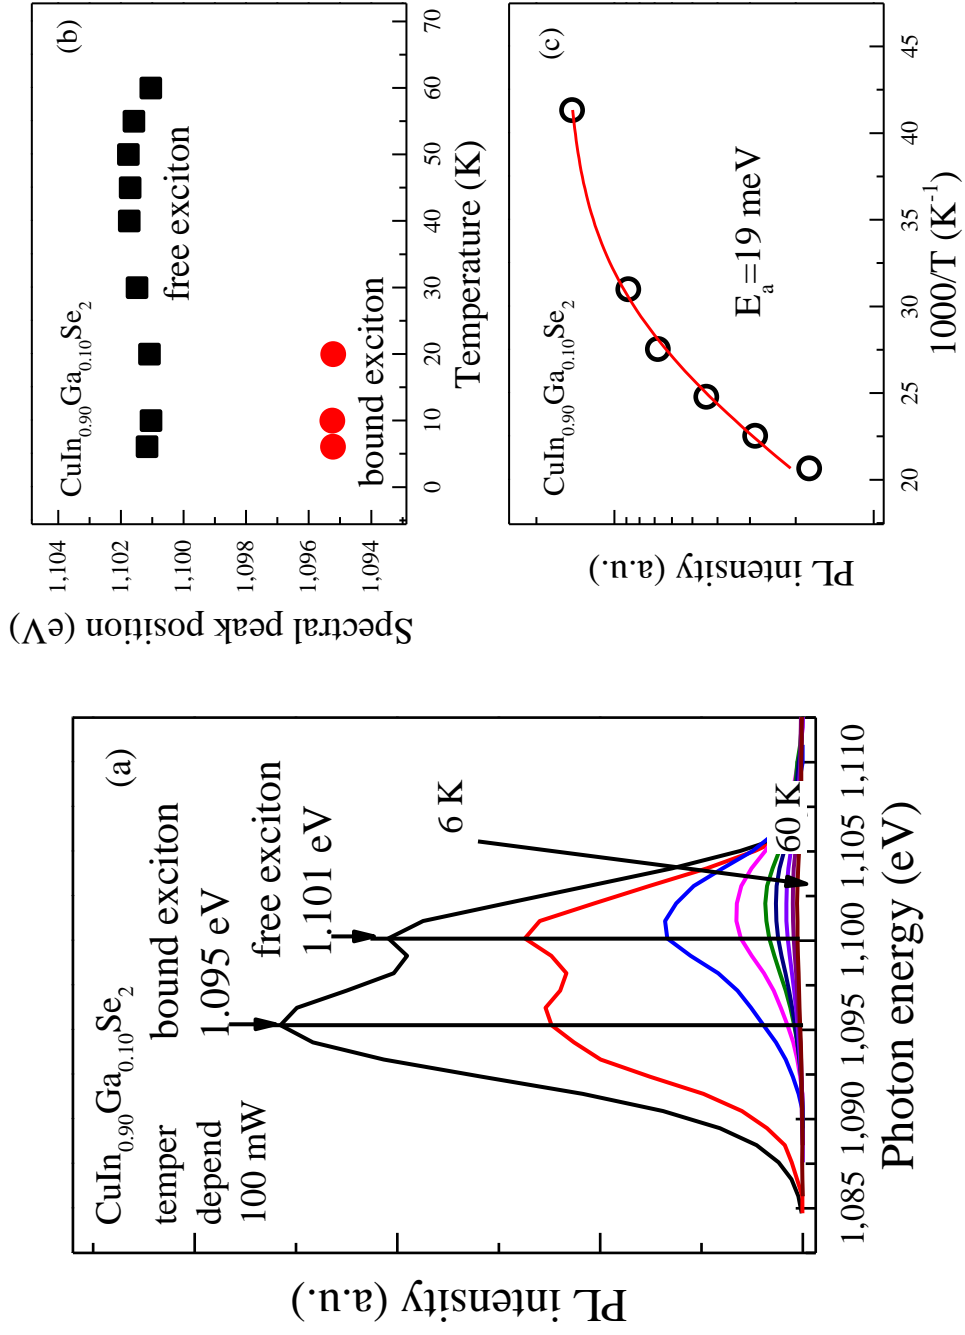 (a)
CuIn0.90Ga0.10Se2
temper
depend
100 mW
bound exciton
1.095 eV
free exciton
1.101 eV
6 K
60 K
PL intensity (a.u.)
1,085 1,090 1,095 1,100 1,105 1,110
Photon energy (eV)
(b)
CuIn0.90Ga0.10Se2
free exciton
bound exciton
Spectral peak position (eV)
1,104
1,102
1,100
1,098
1,096
1,094
0 10 20 30 40 50 60 70
Temperature (K)
(c)
CuIn0.90Ga0.10Se2
Ea=19 meV
PL intensity (a.u.)
20 25 30 35 40 45
1000/T (K-1)